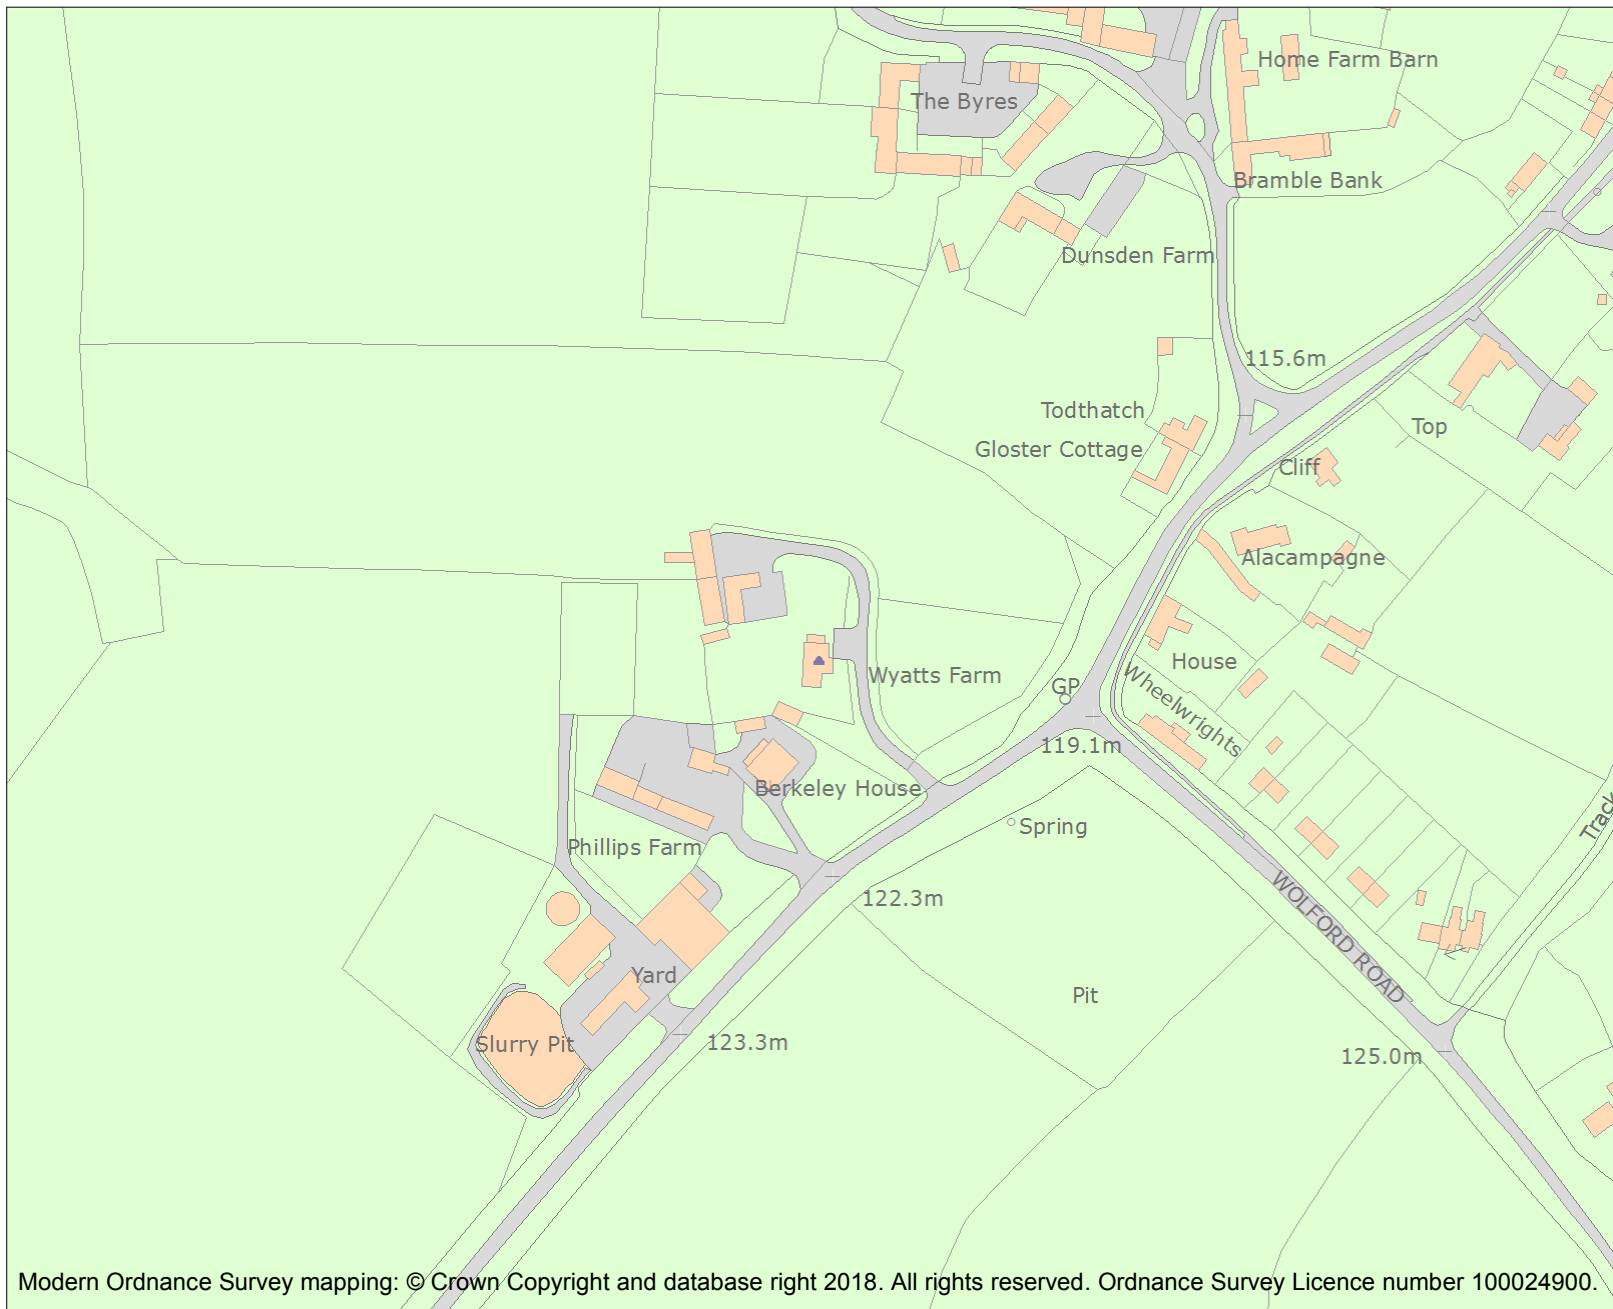 Home Farm Barn
The Byres
Bramble Bank
Dunsden Farm
115.6m
Todthatch
Top
Gloster Cottage
Cliff
Alacampagne
House
Wyatts Farm
GP
Wheelwrights
119.1m
Berkeley House
Spring
Track
Phillips Farm
122.3m
WOLFORD ROAD
Yard
Pit
Slurry Pit
123.3m
125.0m
Modern Ordnance Survey mapping: © Crown Copyright and database right 2018. All rights reserved. Ordnance Survey Licence number 100024900.